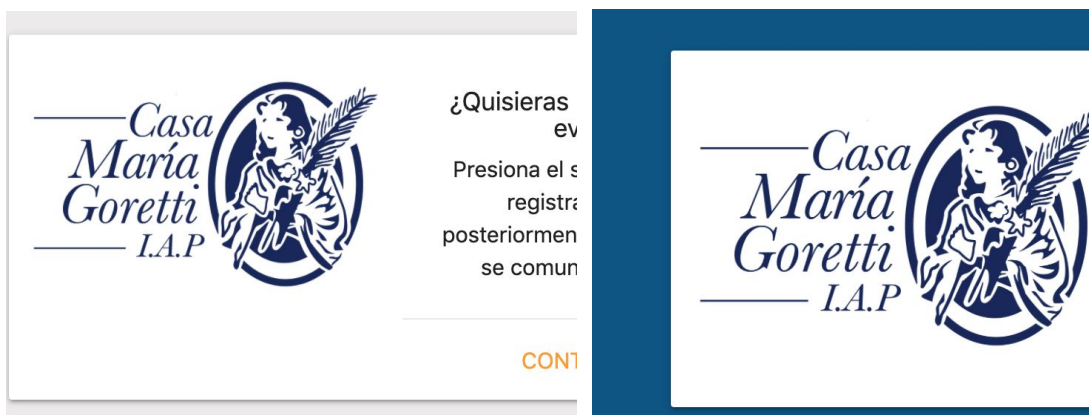 Casa
María
Goretti
I.A.P
¿Quisieras
ev
Presiona el s
registra
posteriormen
se comun
CONT
Casa
María
Goretti
I.A.P